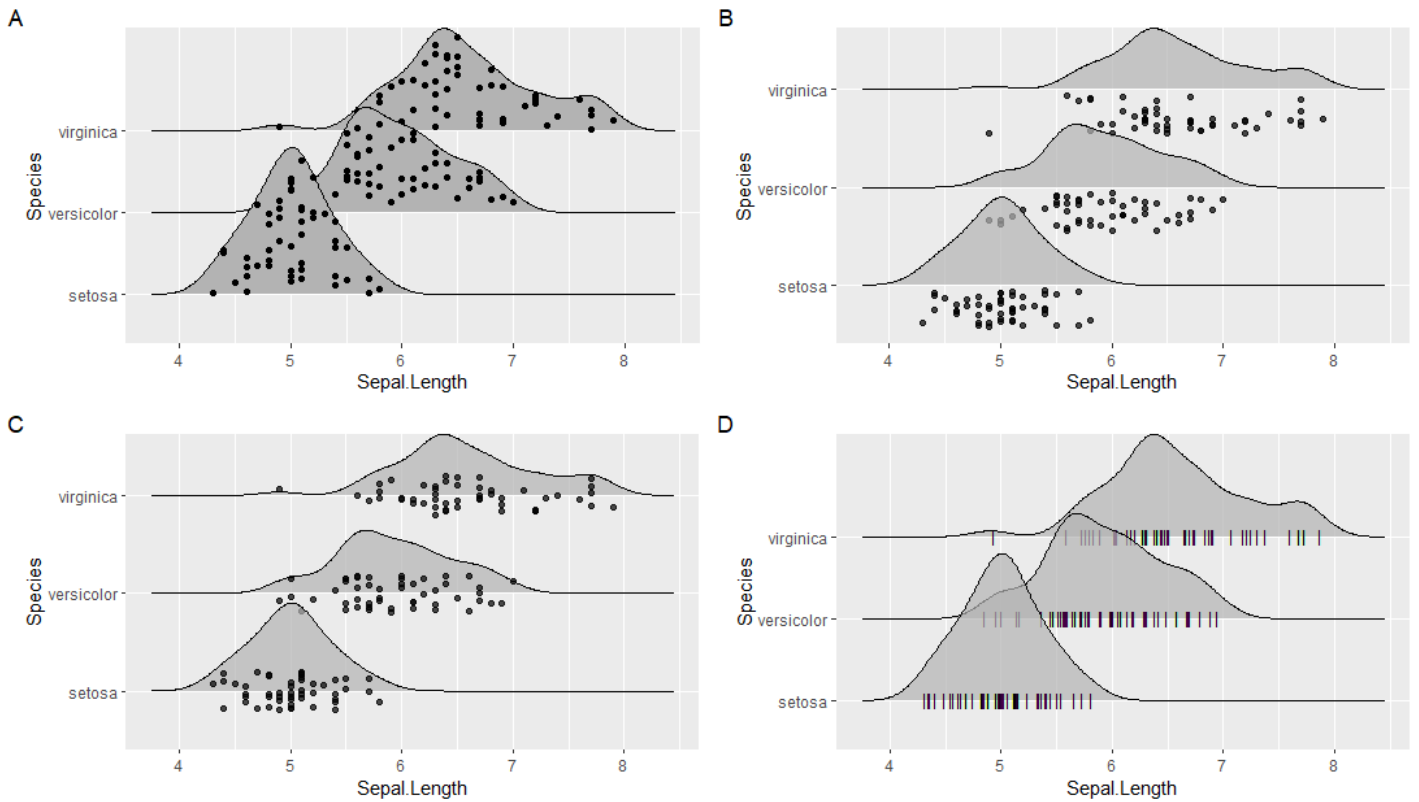 A
Species
virginica
versicolor
setosa
4 5 6 7 8
Sepal.Length
B
Species
virginica
versicolor
setosa
4 5 6 7 8
Sepal.Length
C
Species
virginica
versicolor
setosa
4 5 6 7 8
Sepal.Length
D
Species
virginica
versicolor
setosa
4 5 6 7 8
Sepal.Length